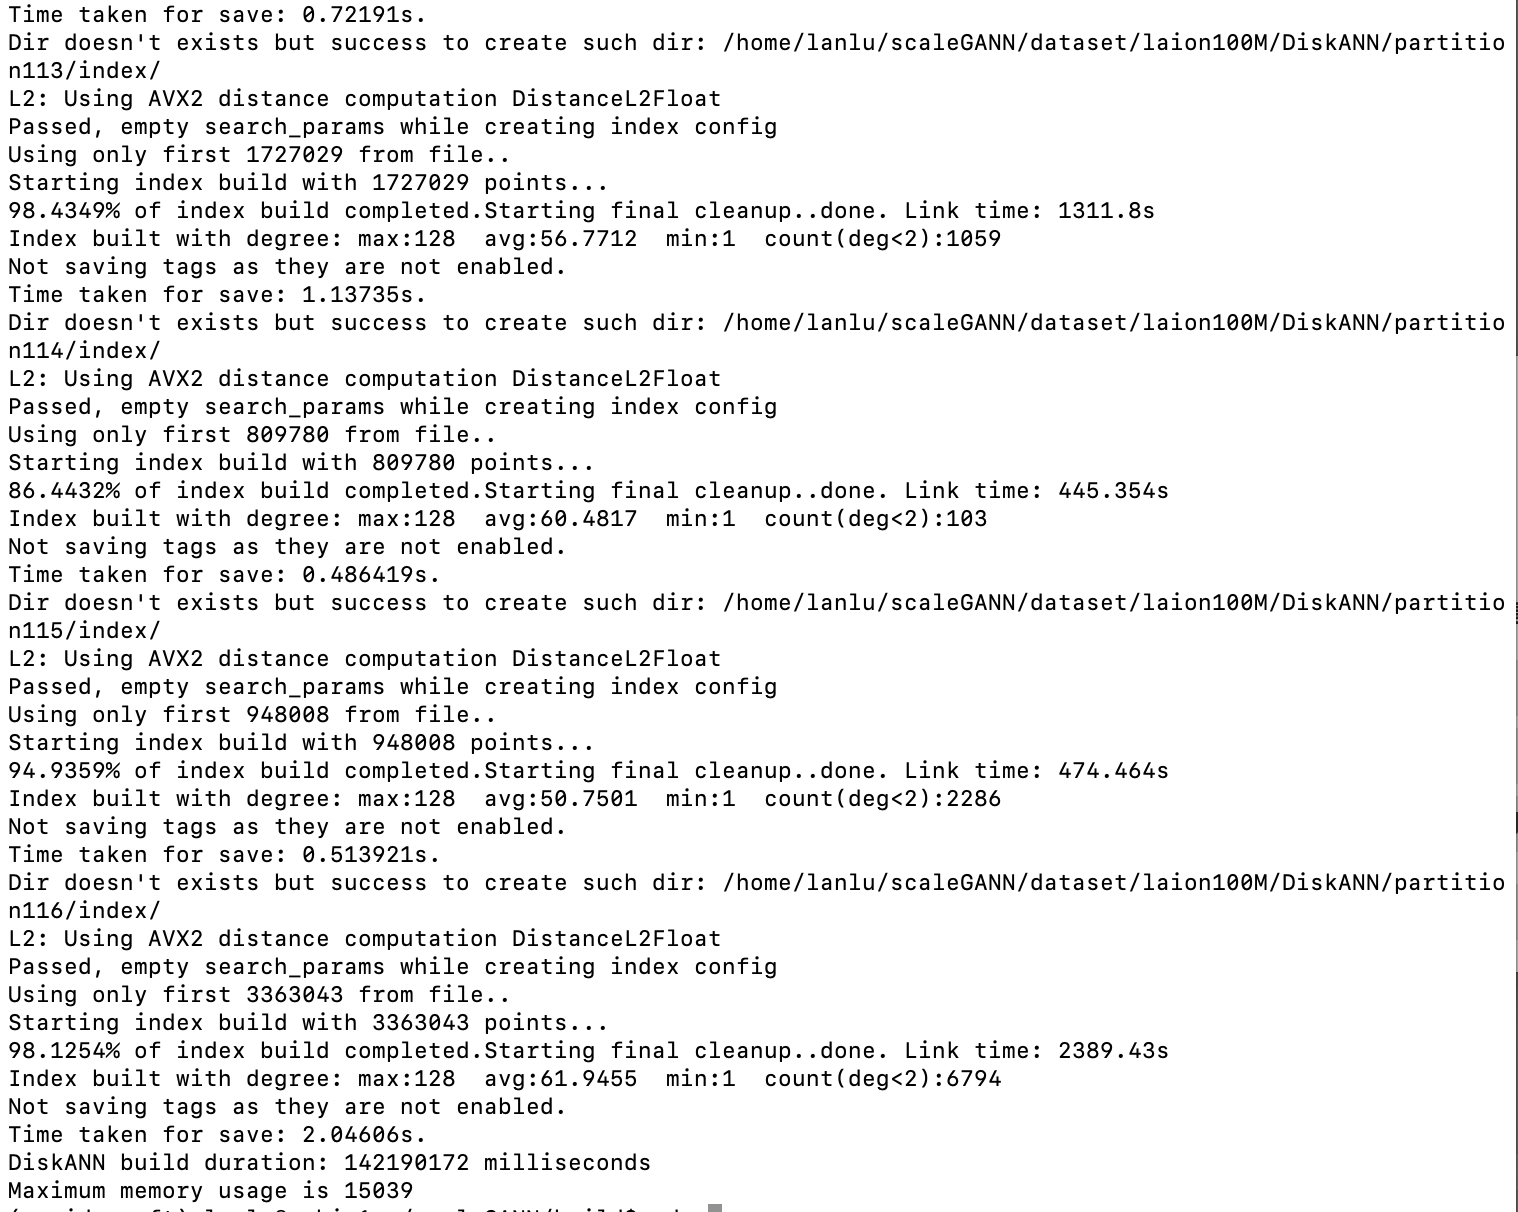 Time taken for save: 0.72191s.
Dir doesn't exists but success to create such dir: /home/lanlu/scaleGANN/dataset/laion100M/DiskANN/partitio
n113/index/
L2: Using AVX2 distance computation DistanceL2Float
Passed, empty search_params while creating index config
Using only first 1727029 from file..
Starting index build with 1727029 points...
98.4349% of index build completed.Starting final cleanup..done. Link time: 1311.8s
Index built with degree: max:128  avg:56.7712  min:1  count(deg<2):1059
Not saving tags as they are not enabled.
Time taken for save: 1.13735s.
Dir doesn't exists but success to create such dir: /home/lanlu/scaleGANN/dataset/laion100M/DiskANN/partitio
n114/index/
L2: Using AVX2 distance computation DistanceL2Float
Passed, empty search_params while creating index config
Using only first 809780 from file..
Starting index build with 809780 points...
86.4432% of index build completed.Starting final cleanup..done. Link time: 445.354s
Index built with degree: max:128  avg:60.4817  min:1  count(deg<2):103
Not saving tags as they are not enabled.
Time taken for save: 0.486419s.
Dir doesn't exists but success to create such dir: /home/lanlu/scaleGANN/dataset/laion100M/DiskANN/partitio
n115/index/
L2: Using AVX2 distance computation DistanceL2Float
Passed, empty search_params while creating index config
Using only first 948008 from file..
Starting index build with 948008 points...
94.9359% of index build completed.Starting final cleanup..done. Link time: 474.464s
Index built with degree: max:128  avg:50.7501  min:1  count(deg<2):2286
Not saving tags as they are not enabled.
Time taken for save: 0.513921s.
Dir doesn't exists but success to create such dir: /home/lanlu/scaleGANN/dataset/laion100M/DiskANN/partitio
n116/index/
L2: Using AVX2 distance computation DistanceL2Float
Passed, empty search_params while creating index config
Using only first 3363043 from file..
Starting index build with 3363043 points...
98.1254% of index build completed.Starting final cleanup..done. Link time: 2389.43s
Index built with degree: max:128  avg:61.9455  min:1  count(deg<2):6794
Not saving tags as they are not enabled.
Time taken for save: 2.04606s.
DiskANN build duration: 142190172 milliseconds
Maximum memory usage is 15039